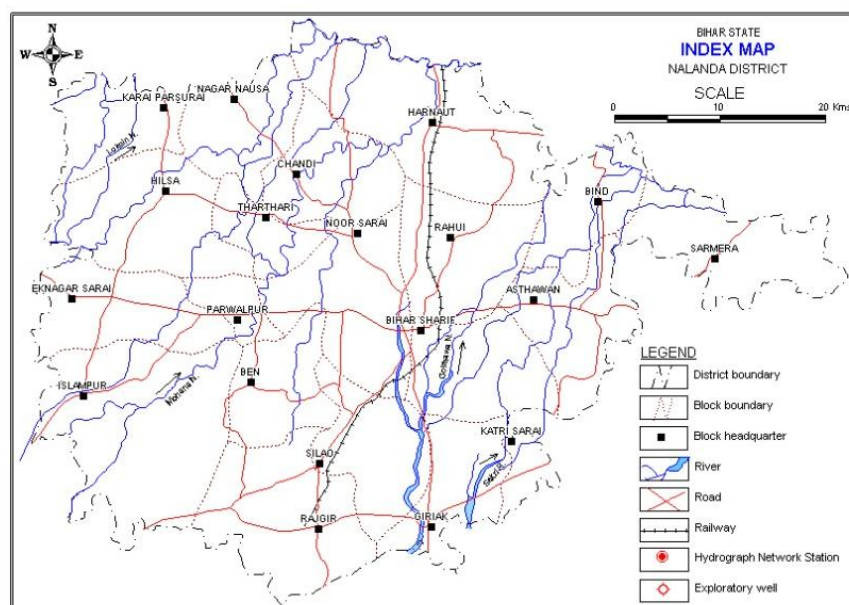 BIHAR STATE
INDEX MAP
NALANDA DISTRICT
SCALE
0 10 20 Kms
N
W E
S
NAGAR NAUSA
KARAI PARSURAI
HARNAUT
CHANDI
HILSA
BIND
THARTHARI
NOOR SARAI
RAHUI
SARMERA
EKNAGAR SARAI
ASTHAWAN
PARWALPUR
BIHAR SHARIF
BEN
Mohana N.
ISLAMPUR
KATRI SARAI
SILAO
RAJGIR
GIRIAK
LEGEND
District boundary
Block boundary
Block headquarter
River
Road
Railway
Hydrograph Network Station
Exploratory well